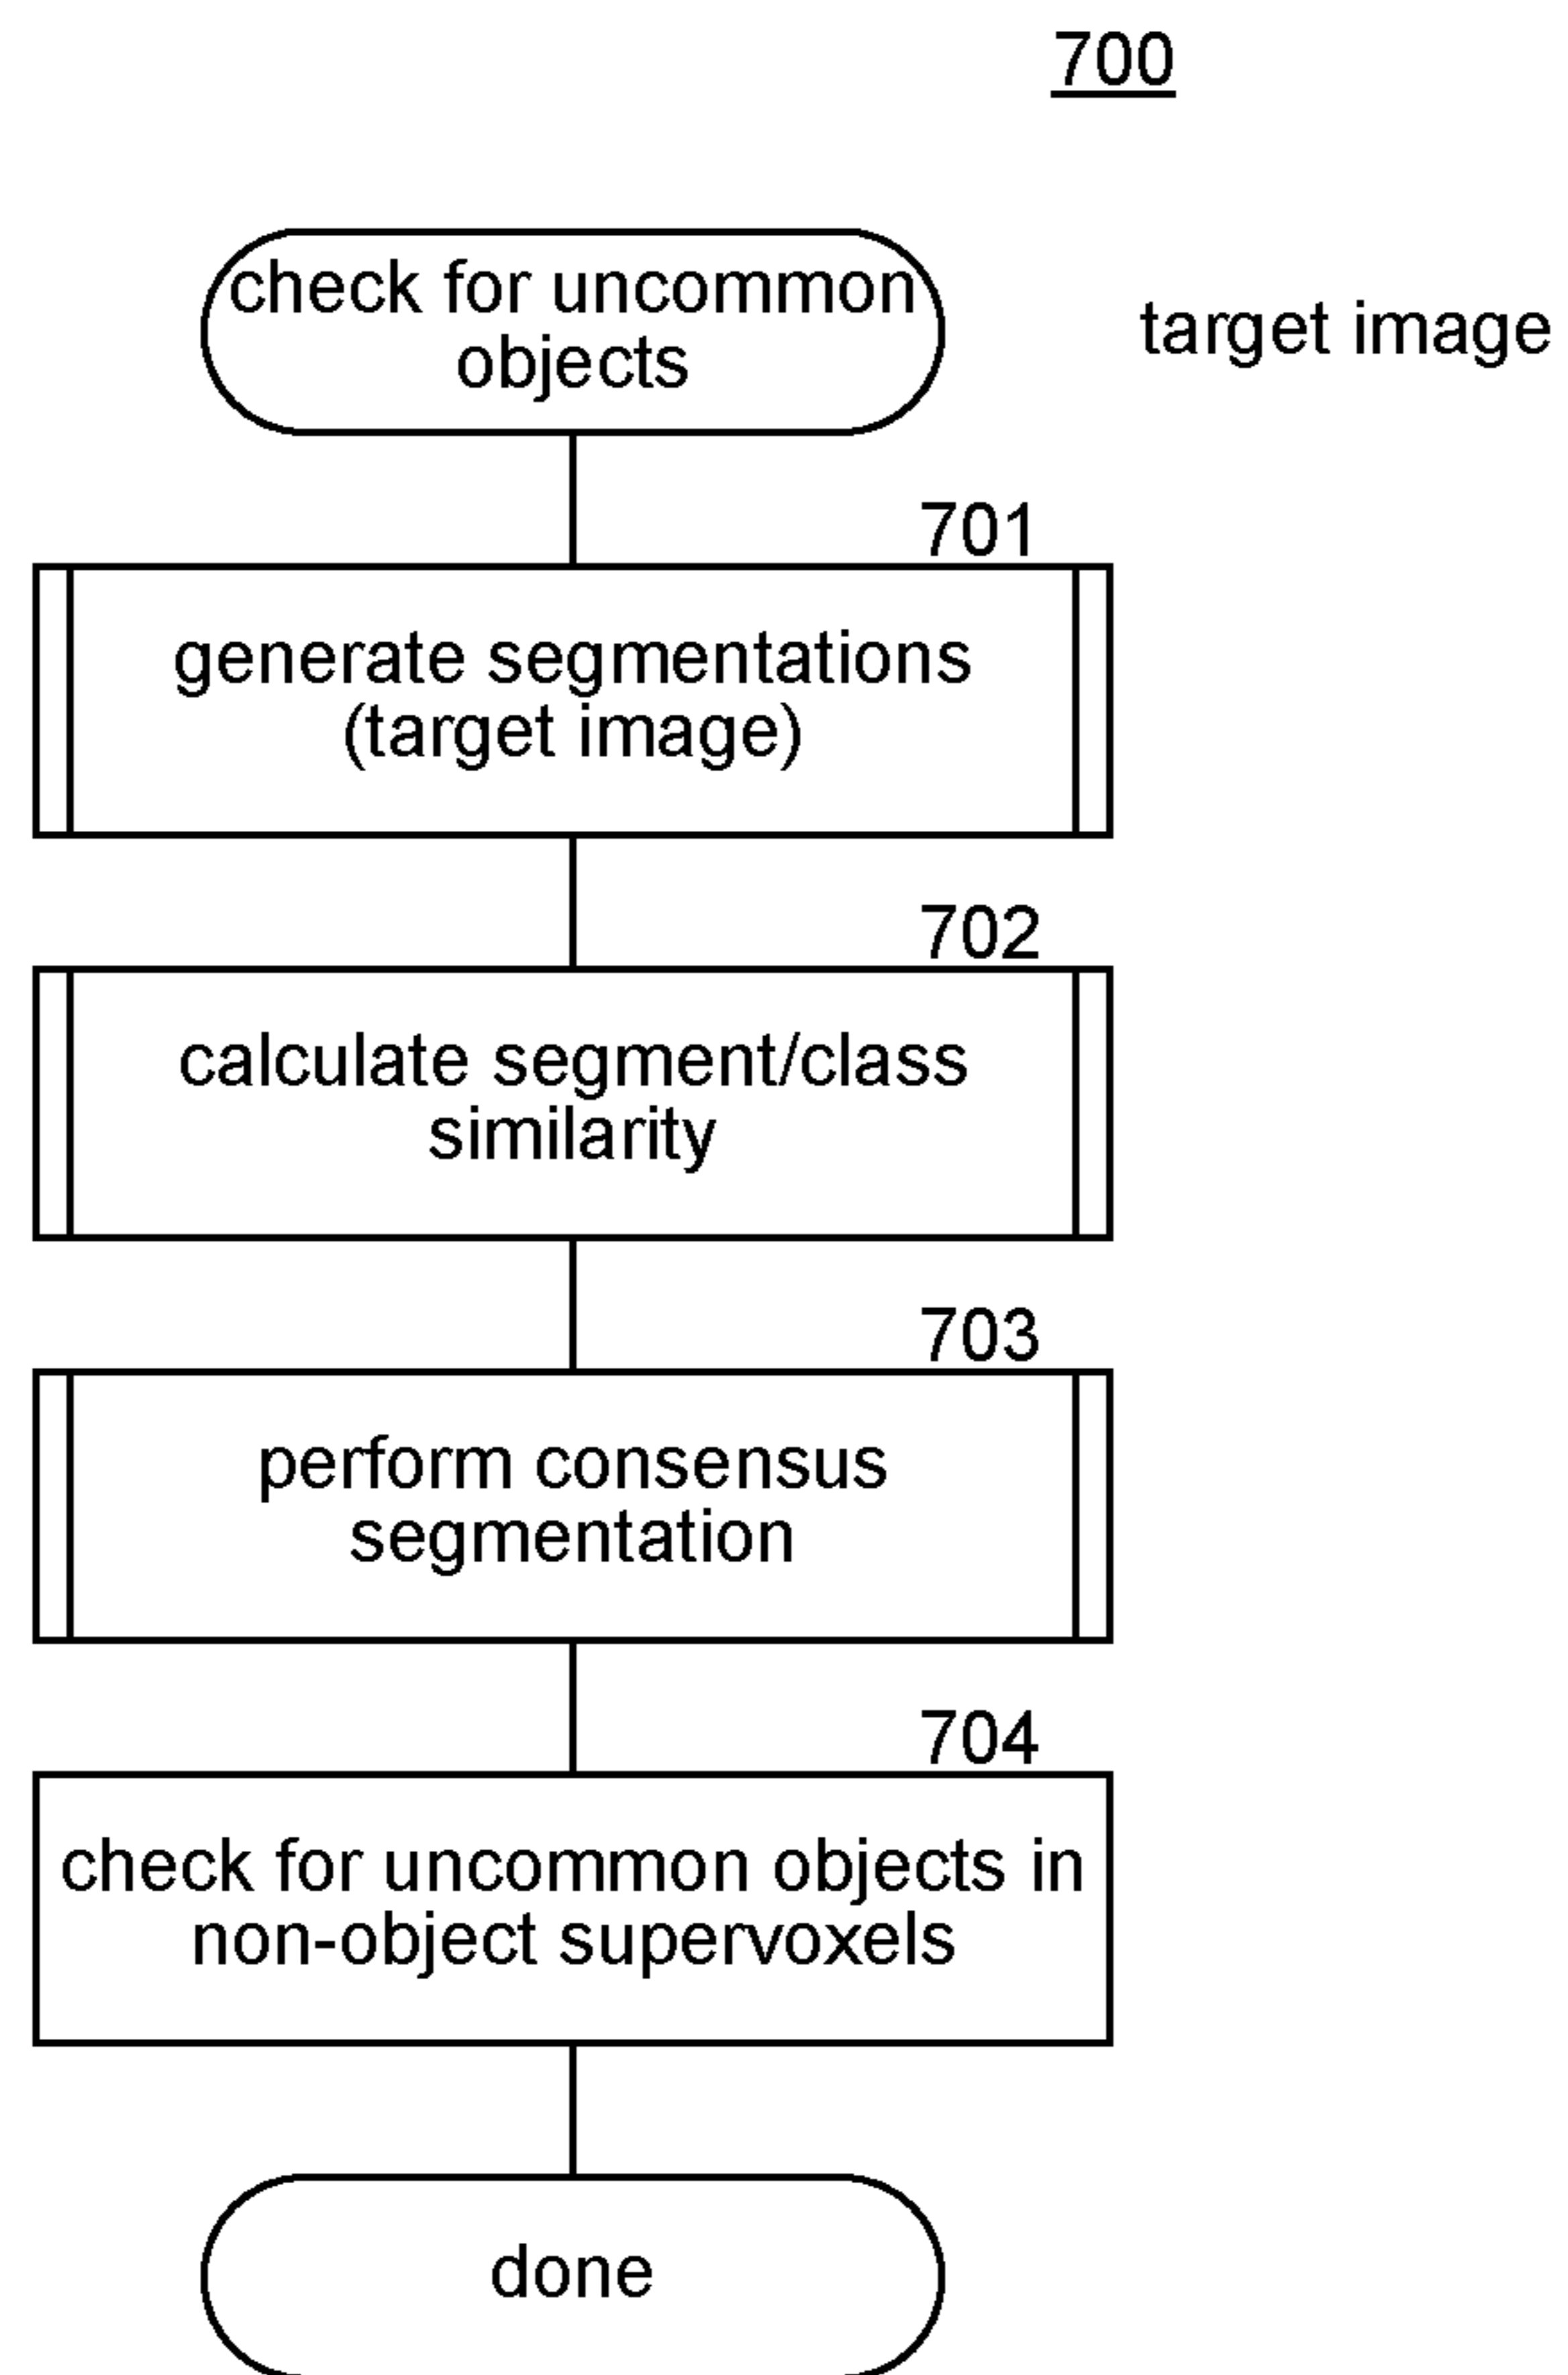 700
check for uncommon
objects
target image
701
generate segmentations
(target image)
702
calculate segment/class
similarity
703
perform consensus
segmentation
704
check for uncommon objects in
non-object supervoxels
done